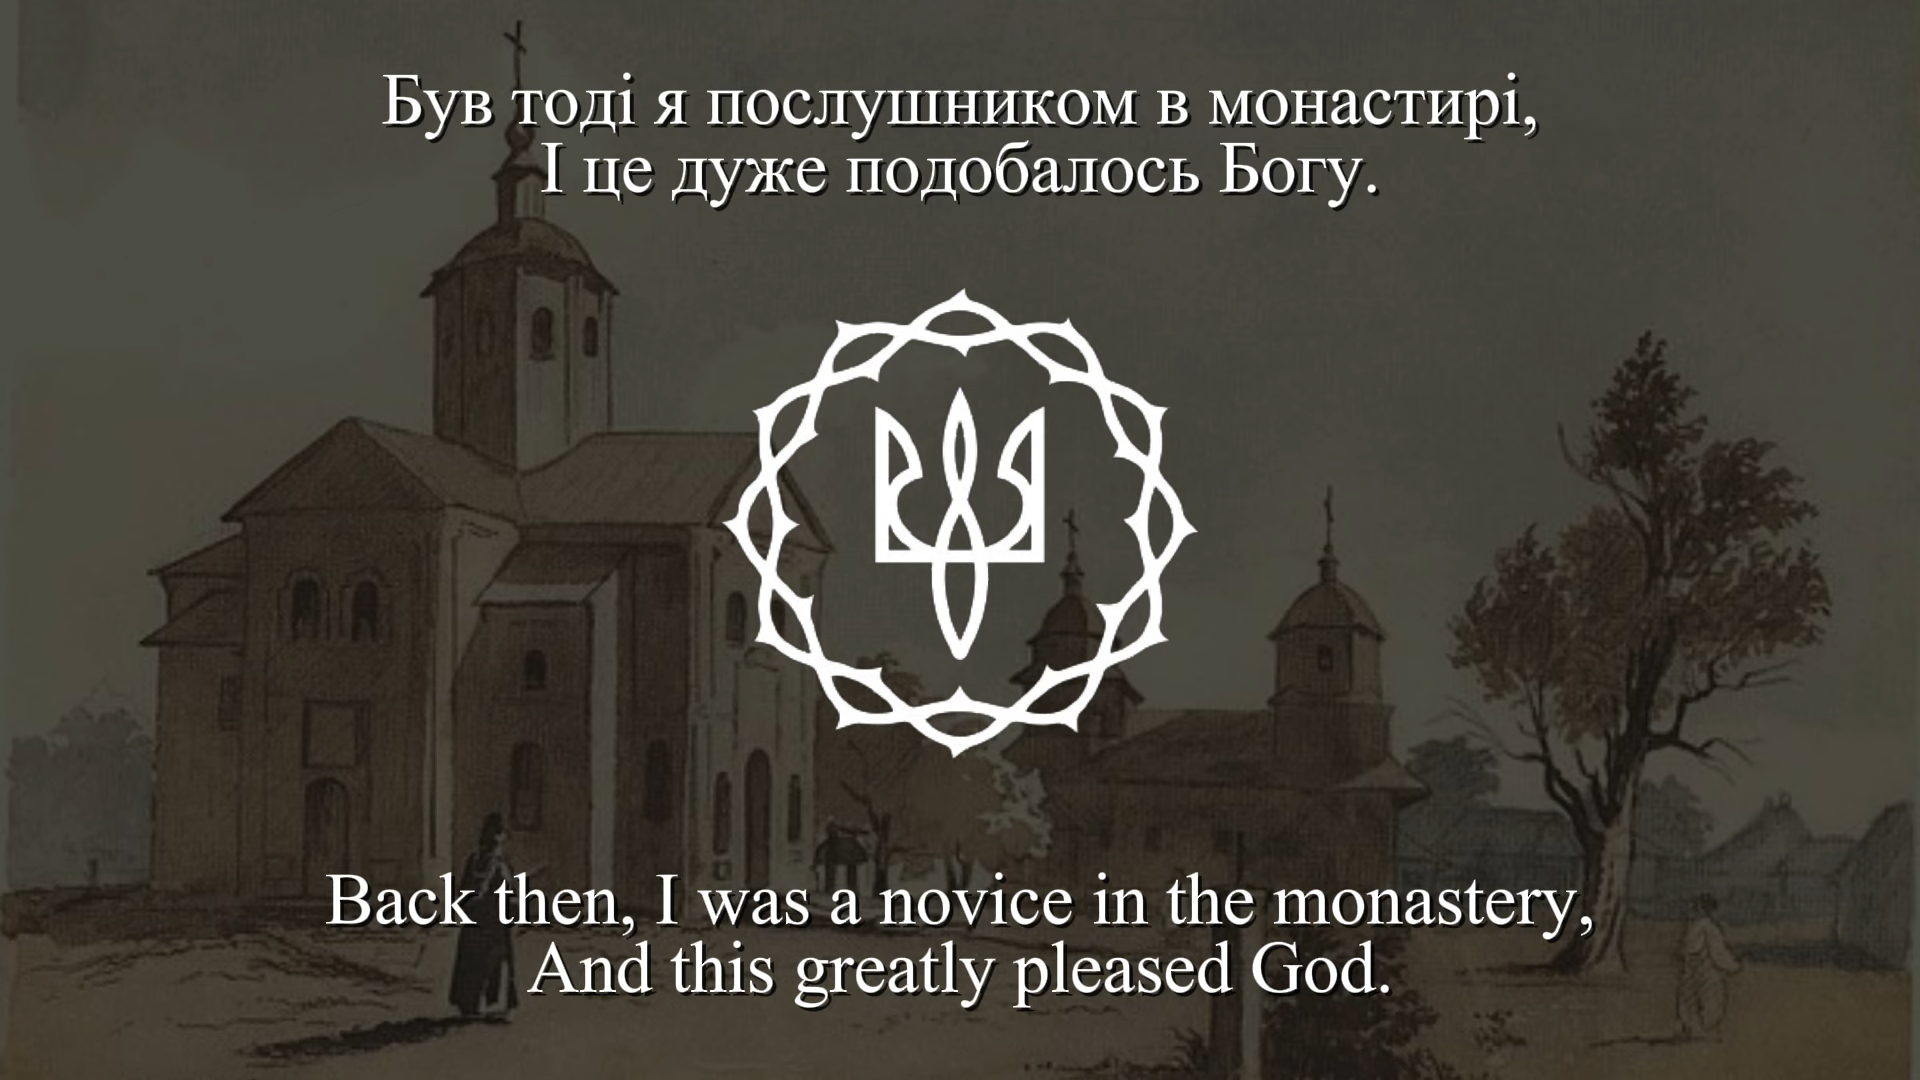 Був тоді я послушником в монастирі,
І це дуже подобалось Богу.
Back then, I was a novice in the monastery,
And this greatly pleased God.